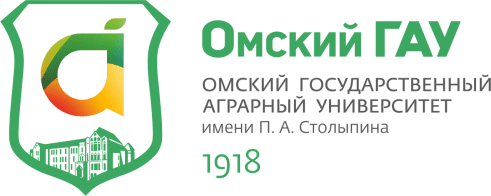 Омский ГАУ
ОМСКИЙ ГОСУДАРСТВЕННЫЙ
АГРАРНЫЙ УНИВЕРСИТЕТ
имени П. А. Столыпина
1918